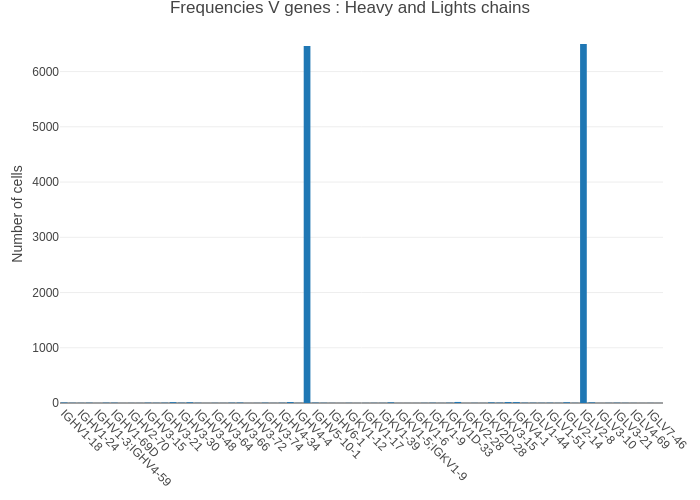 Frequencies V genes : Heavy and Lights chains
Number of cells
6000
5000
4000
3000
2000
1000
0
IGHV1-18
IGHV1-24
IGHV1-3;IGHV4-59
IGHV1-69D
IGHV2-70
IGHV3-15
IGHV3-21
IGHV3-30
IGHV3-48
IGHV3-64
IGHV3-66
IGHV3-72
IGHV3-74
IGHV4-34
IGHV4-4
IGHV5-10-1
IGHV6-1
IGKV1-12
IGKV1-17
IGKV1-39
IGKV1-5;IGKV1-9
IGKV1-6
IGKV1-9
IGKV1D-33
IGKV2-28
IGKV2D-28
IGKV3-15
IGKV4-1
IGLV1-44
IGLV1-51
IGLV2-14
IGLV2-8
IGLV3-10
IGLV3-21
IGLV4-69
IGLV7-46